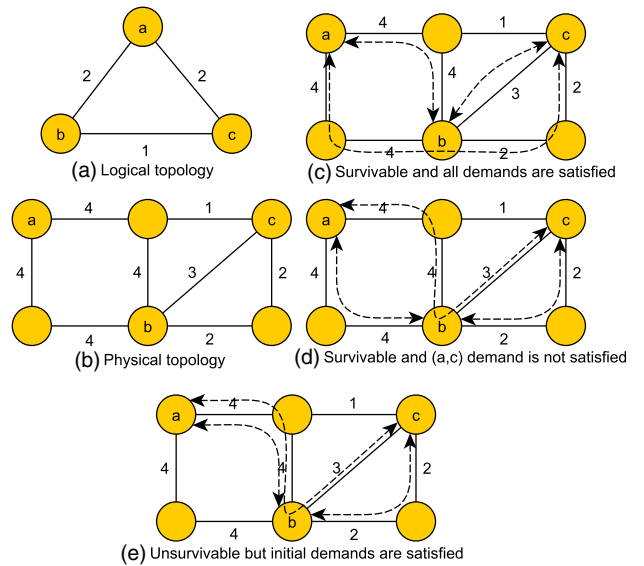 a
2
2
b
c
1
(a) Logical topology
4
1
a
c
4
4
3
2
b
4
2
(b) Physical topology
4
1
a
c
4
4
3
2
b
4
2
(c) Survivable and all demands are satisfied
4
1
a
c
4
4
3
2
b
4
2
(d) Survivable and (a,c) demand is not satisfied
4
1
a
c
4
4
3
2
b
4
2
(e) Unsurvivable but initial demands are satisfied